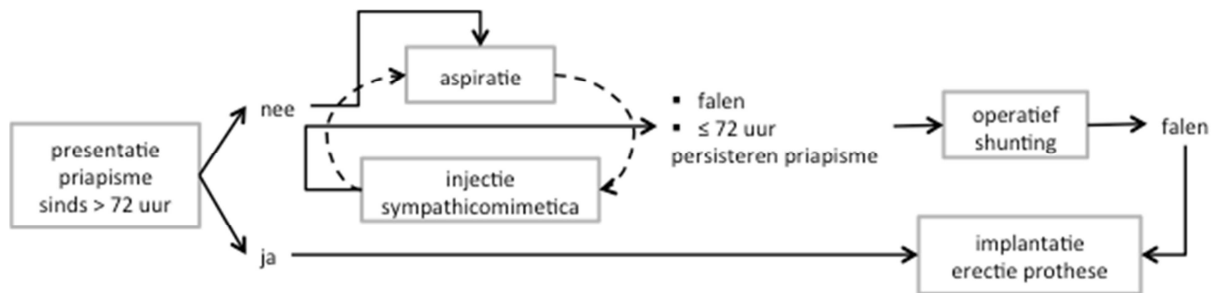 presentatie
priapisme
sinds > 72 uur
nee
ja
aspiratie
injectie
sympathicomimetica
▪ falen
▪ ≤ 72 uur
persisteren priapisme
operatief
shunting
falen
implantatie
erectie prothese